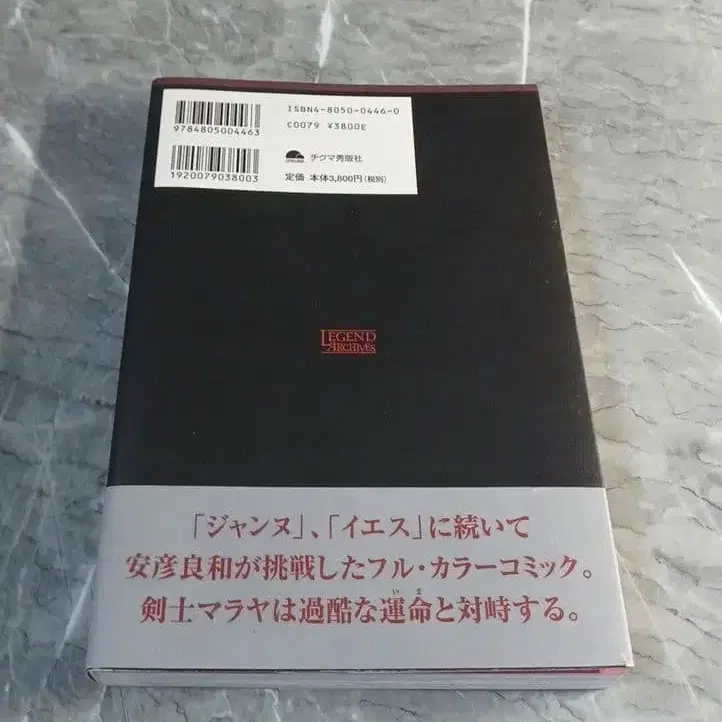 ISBN4-8050-0446-0
C0079 ¥3800E
9784805004463
チクマ秀版社
定価 本体3,800円(税別)
1920079038003
LEGEND
ARCHIVES
「ジャンヌ」、「イエス」に続いて
安彦良和が挑戦したフル・カラーコミック。
いま
剣士マラヤは過酷な運命と対峙する。